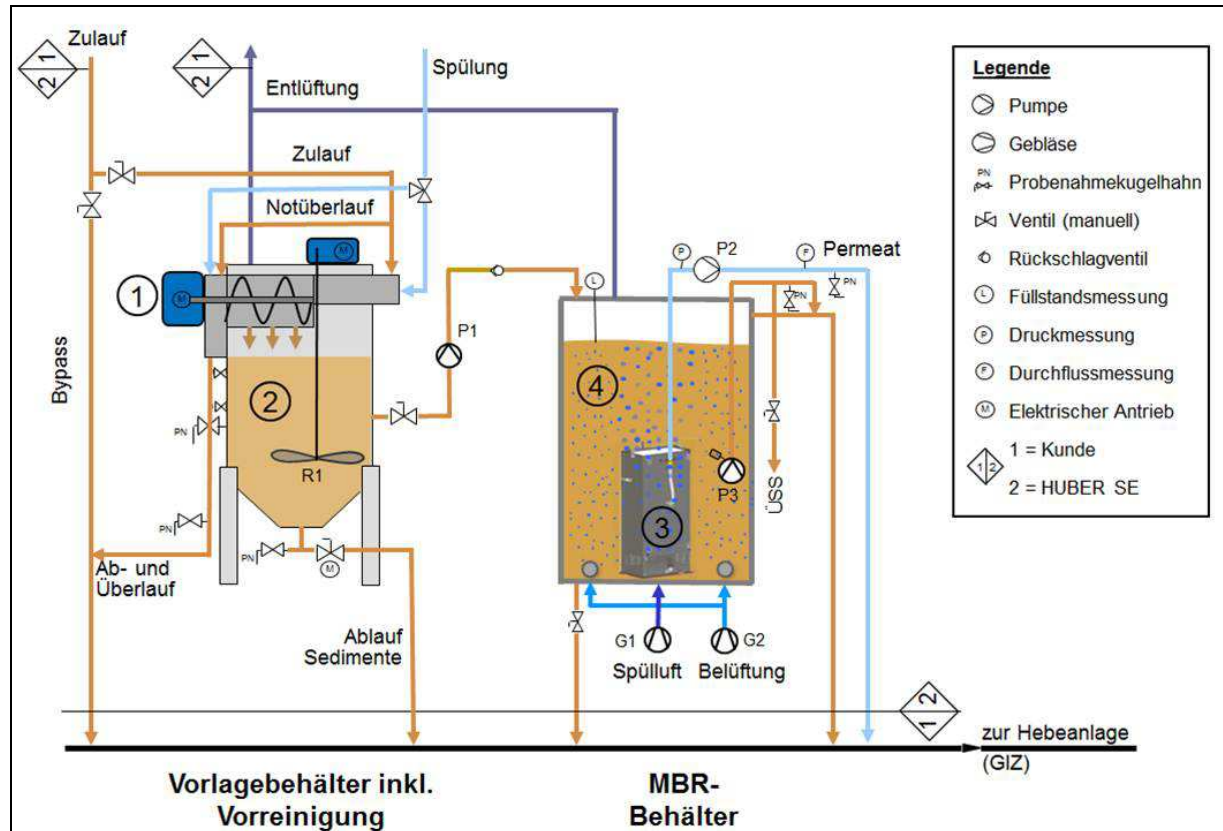 Zulauf
2 1
2 1
Entlüftung
Spülung
Zulauf
Notüberlauf
Bypass
1
M
M
2
R1
PN
PN
PN
Ab- und
Überlauf
M
Ablauf
Sedimente
P1
L
4
3
P
P2
F
Permeat
PN
PN
P3
ÜSS
G1
G2
Spülluft
Belüftung
1 2
zur Hebeanlage
(GIZ)
Vorlagebehälter inkl.
Vorreinigung
MBR-
Behälter
Legende
Pumpe
Gebläse
PN Probenahmekugelhahn
Ventil (manuell)
Rückschlagventil
L Füllstandsmessung
P Druckmessung
F Durchflussmessung
M Elektrischer Antrieb
1 2
1 = Kunde
2 = HUBER SE